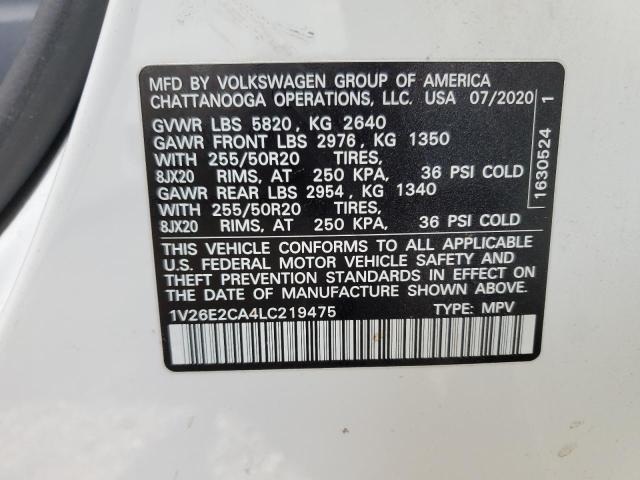 MFD BY VOLKSWAGEN GROUP OF AMERICA
CHATTANOOGA OPERATIONS, LLC. USA 07/2020
GVWR LBS 5820, KG 2640
GAWR FRONT LBS 2976, KG 1350
WITH 255/50R20 TIRES,
8JX20 RIMS, AT 250 KPA, 36 PSI COLD
GAWR REAR LBS 2954, KG 1340
WITH 255/50R20 TIRES,
8JX20 RIMS, AT 250 KPA, 36 PSI COLD
THIS VEHICLE CONFORMS TO ALL APPLICABLE
U.S. FEDERAL MOTOR VEHICLE SAFETY AND
THEFT PREVENTION STANDARDS IN EFFECT ON
THE DATE OF MANUFACTURE SHOWN ABOVE.
1V26E2CA4LC219475 TYPE: MPV
1630524 1